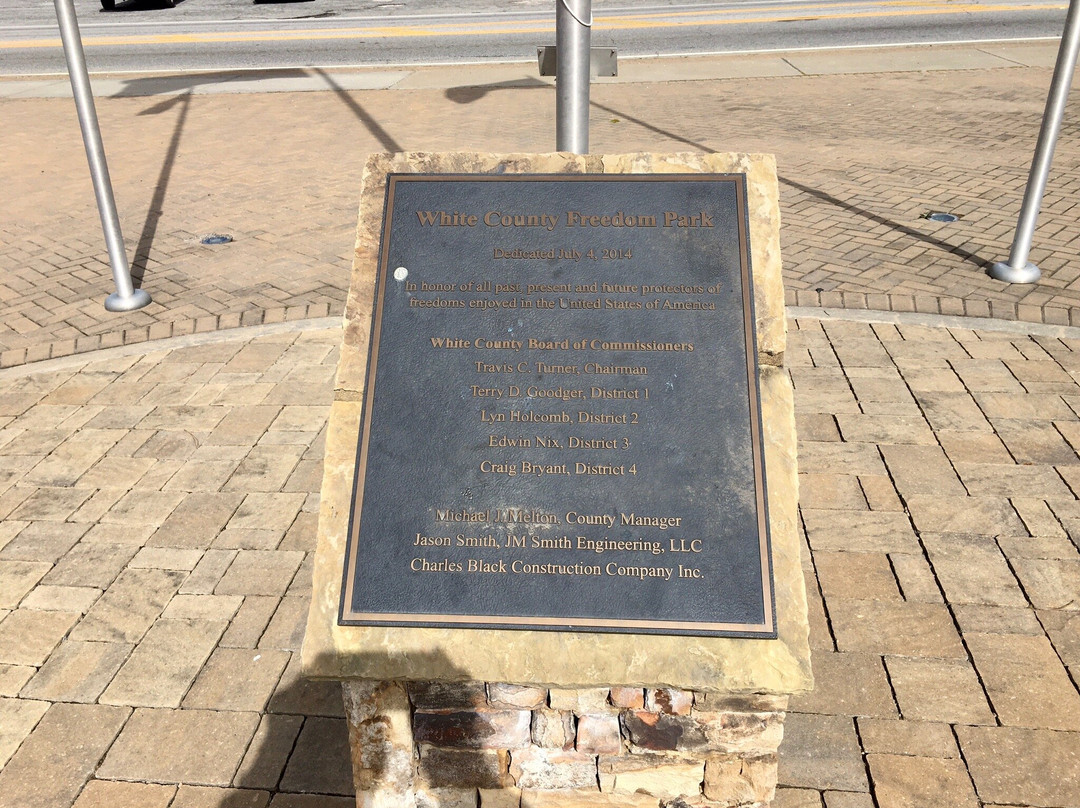 White County Freedom Park
Dedicated July 4, 2014
In honor of all past, present and future protectors of
freedoms enjoyed in the United States of America
White County Board of Commissioners
Travis C. Turner, Chairman
Terry D. Goodger, District 1
Lyn Holcomb, District 2
Edwin Nix, District 3
Craig Bryant, District 4
Michael J. Melton, County Manager
Jason Smith, JM Smith Engineering, LLC
Charles Black Construction Company Inc.